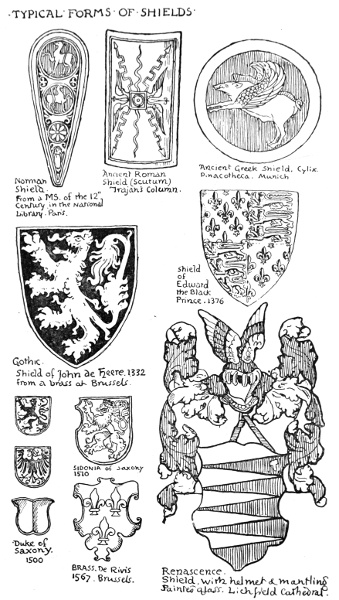 ·TYPICAL·FORMS·OF·SHIELDS·
Norman
Shield.
From a MS. of the 12th
Century in the National
Library. Paris.
Ancient Roman
Shield (Scutum)
Trajan's Column.
Ancient Greek Shield, Cylix.
Pinacotheca. Munich
Shield
of
Edward
the Black
Prince. 1376
Gothic.
Shield of John de Heere. 1332
from a brass at Brussels.
SIDONIA of Saxony
1510
Duke of
Saxony.
1500
BRASS. De Rivis
1567. Brussels.
Renascence.
Shield, with helmet & mantling
Painted glass. Lichfield Cathedral.